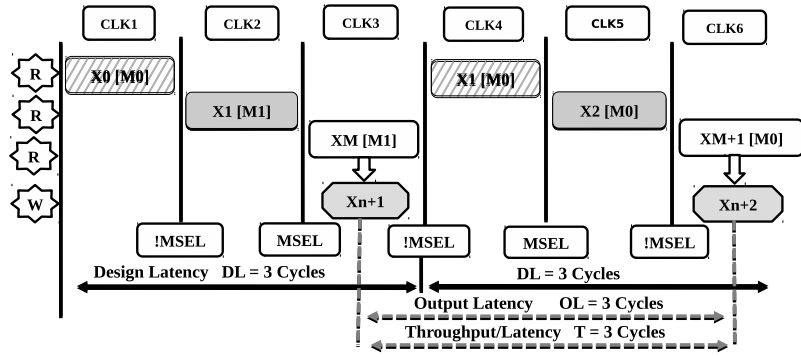 CLK1 CLK2 CLK3 CLK4 CLK5 CLK6
R X0 [M0] X1 [M0]
R X1 [M1] X2 [M0]
R XM [M1] XM+1 [M0]
W Xn+1 Xn+2
!MSEL MSEL !MSEL MSEL !MSEL
Design Latency DL = 3 Cycles DL = 3 Cycles
Output Latency OL = 3 Cycles
Throughput/Latency T = 3 Cycles